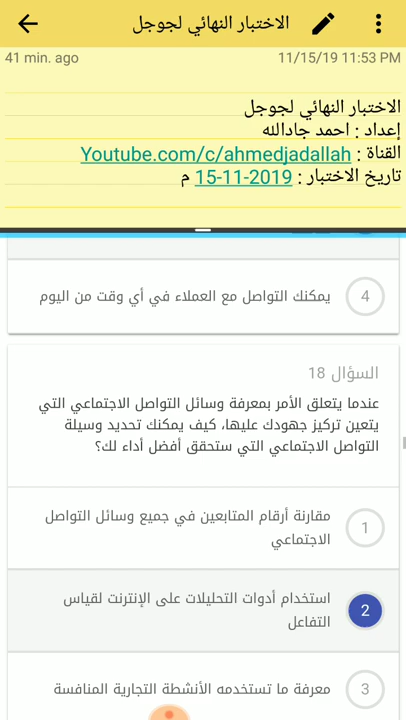 الاختبار النهائي لجوجل
41 min. ago
11/15/19 11:53 PM
الاختبار النهائي لجوجل
إعداد : احمد جادالله
القناة : Youtube.com/c/ahmedjadallah
تاريخ الاختبار : 2019-11-15 م
4 يمكنك التواصل مع العملاء في أي وقت من اليوم
السؤال 18
عندما يتعلق الأمر بمعرفة وسائل التواصل الاجتماعي التي
يتعين تركيز جهودك عليها، كيف يمكنك تحديد وسيلة
التواصل الاجتماعي التي ستحقق أفضل أداء لك؟
1 مقارنة أرقام المتابعين في جميع وسائل التواصل
الاجتماعي
2 استخدام أدوات التحليلات على الإنترنت لقياس
التفاعل
3 معرفة ما تستخدمه الأنشطة التجارية المنافسة